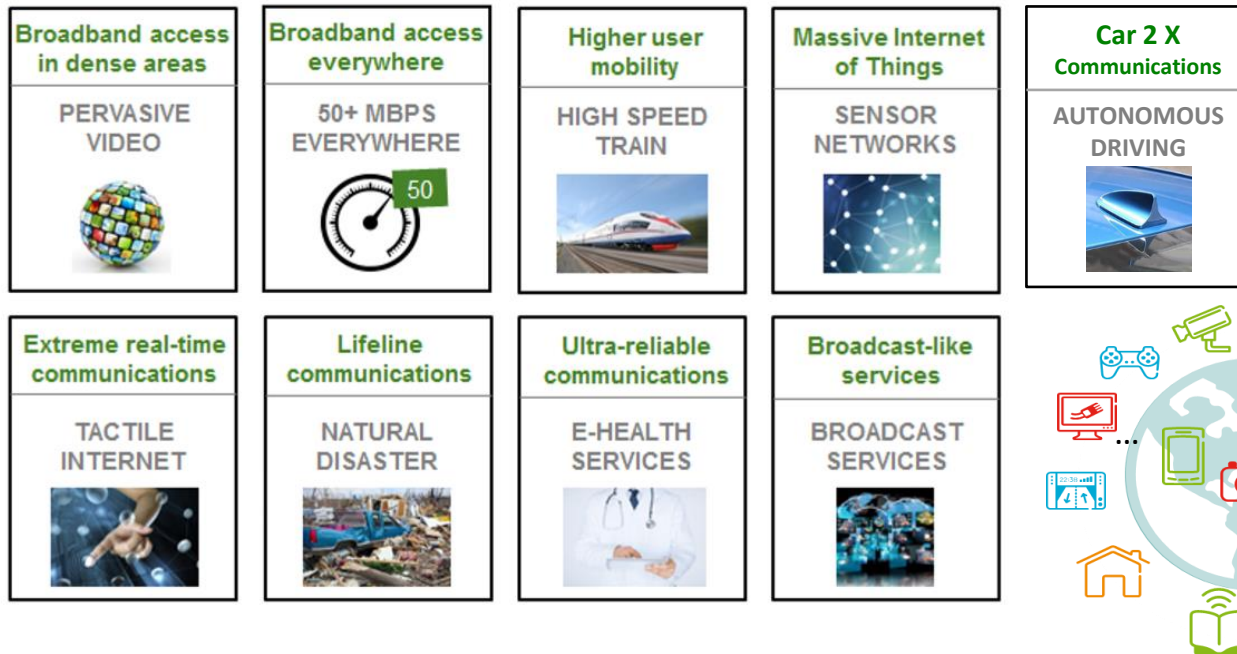 Broadband access
in dense areas
PERVASIVE
VIDEO
Broadband access
everywhere
50+ MBPS
EVERYWHERE
50
Higher user
mobility
HIGH SPEED
TRAIN
Massive Internet
of Things
SENSOR
NETWORKS
Car 2 X
Communications
AUTONOMOUS
DRIVING
Extreme real-time
communications
TACTILE
INTERNET
Lifeline
communications
NATURAL
DISASTER
Ultra-reliable
communications
E-HEALTH
SERVICES
Broadcast-like
services
BROADCAST
SERVICES
...
22:30